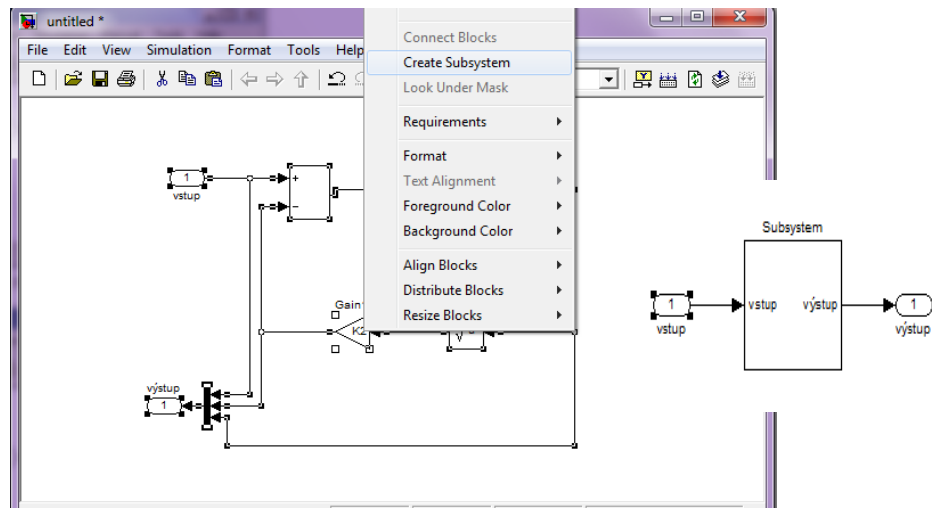 untitled *
File Edit View Simulation Format Tools Help
Connect Blocks
Create Subsystem
Look Under Mask
Requirements
Format
Text Alignment
Foreground Color
Background Color
Align Blocks
Distribute Blocks
Resize Blocks
1
vstup
+
−
Gain
K2
výstup
1
Subsystem
1
vstup
vstup výstup
1
výstup